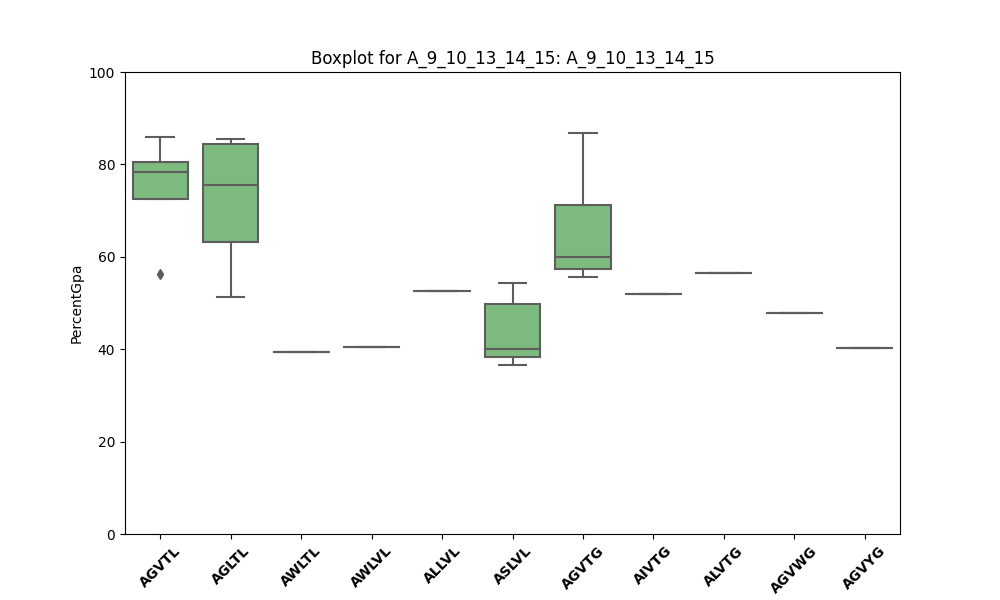 Boxplot for A_9_10_13_14_15: A_9_10_13_14_15
PercentGpa
100
80
60
40
20
0
AGVTL
AGLTL
AWLTL
AWLVL
ALLVL
ASLVL
AGVTG
AIVTG
ALVTG
AGVWG
AGVYG